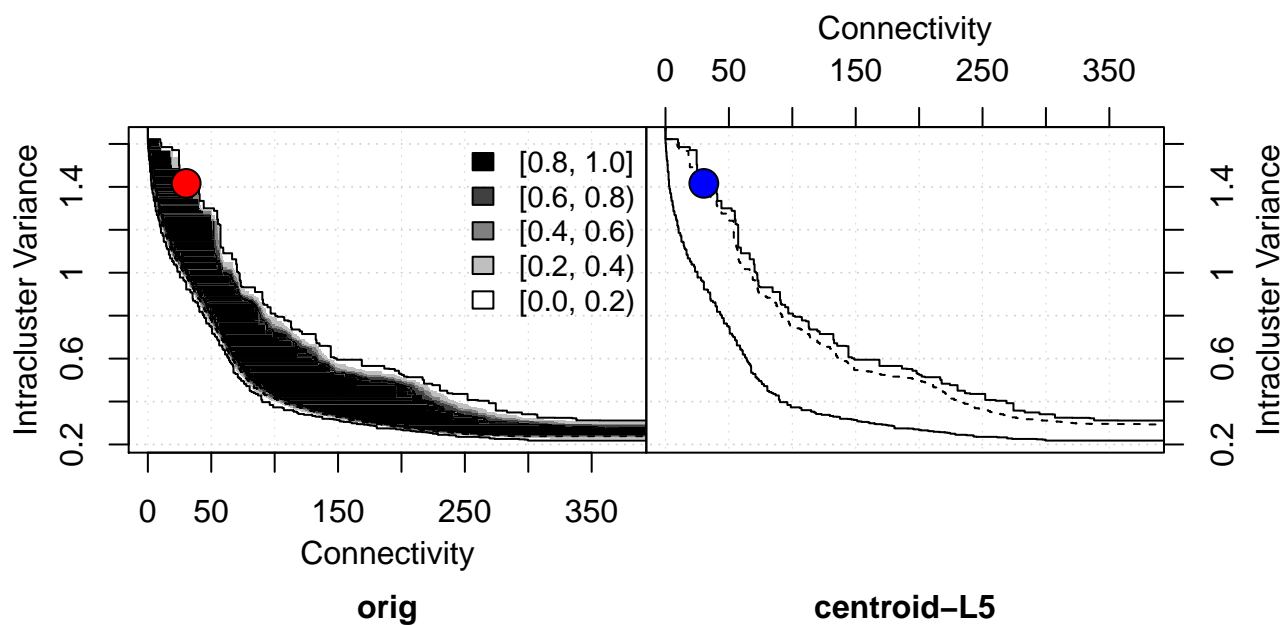 Connectivity
0 50 150 250 350
Intracluster Variance
0.2 0.6 1 1.4
[0.8, 1.0]
[0.6, 0.8)
[0.4, 0.6)
[0.2, 0.4)
[0.0, 0.2)
0.2 0.6 1 1.4
Intracluster Variance
0 50 150 250 350
Connectivity
orig
centroid−L5